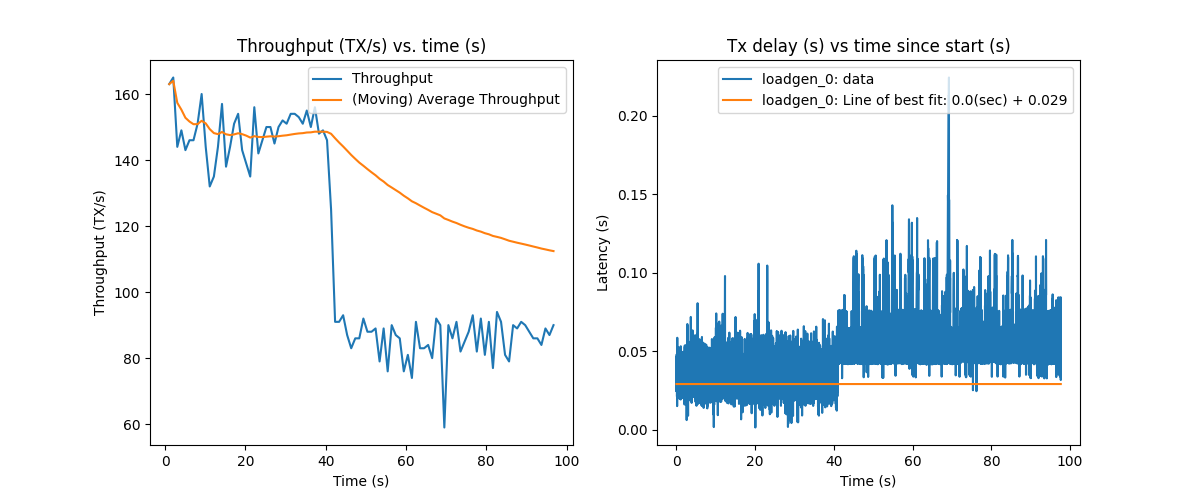 Throughput (TX/s) vs. time (s)
Throughput (TX/s)
160
140
120
100
80
60
0 20 40 60 80 100
Time (s)
Throughput
(Moving) Average Throughput
Tx delay (s) vs time since start (s)
Latency (s)
0.20
0.15
0.10
0.05
0.00
0 20 40 60 80 100
Time (s)
loadgen_0: data
loadgen_0: Line of best fit: 0.0(sec) + 0.029